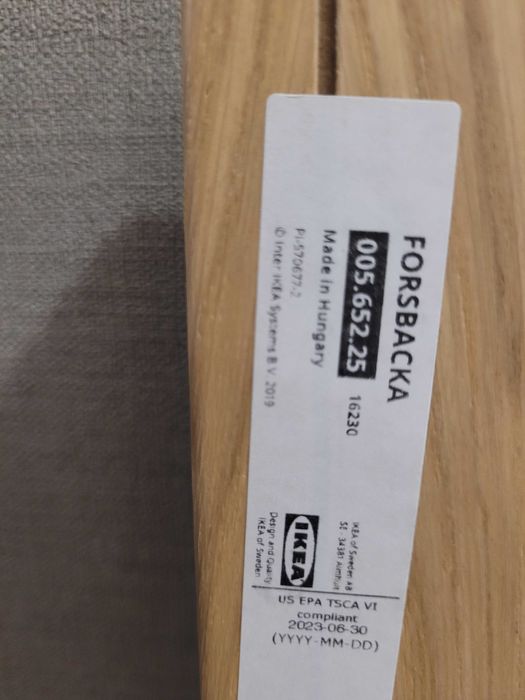 FORSBACKA
005.652.25 16230
Made in Hungary
PI-570677-2
© Inter IKEA Systems B.V. 2019
IKEA of Sweden AB
SE - 34381 Älmhult
IKEA
Design and Quality
IKEA of Sweden
US EPA TSCA VI
compliant
2023-06-30
(YYYY-MM-DD)